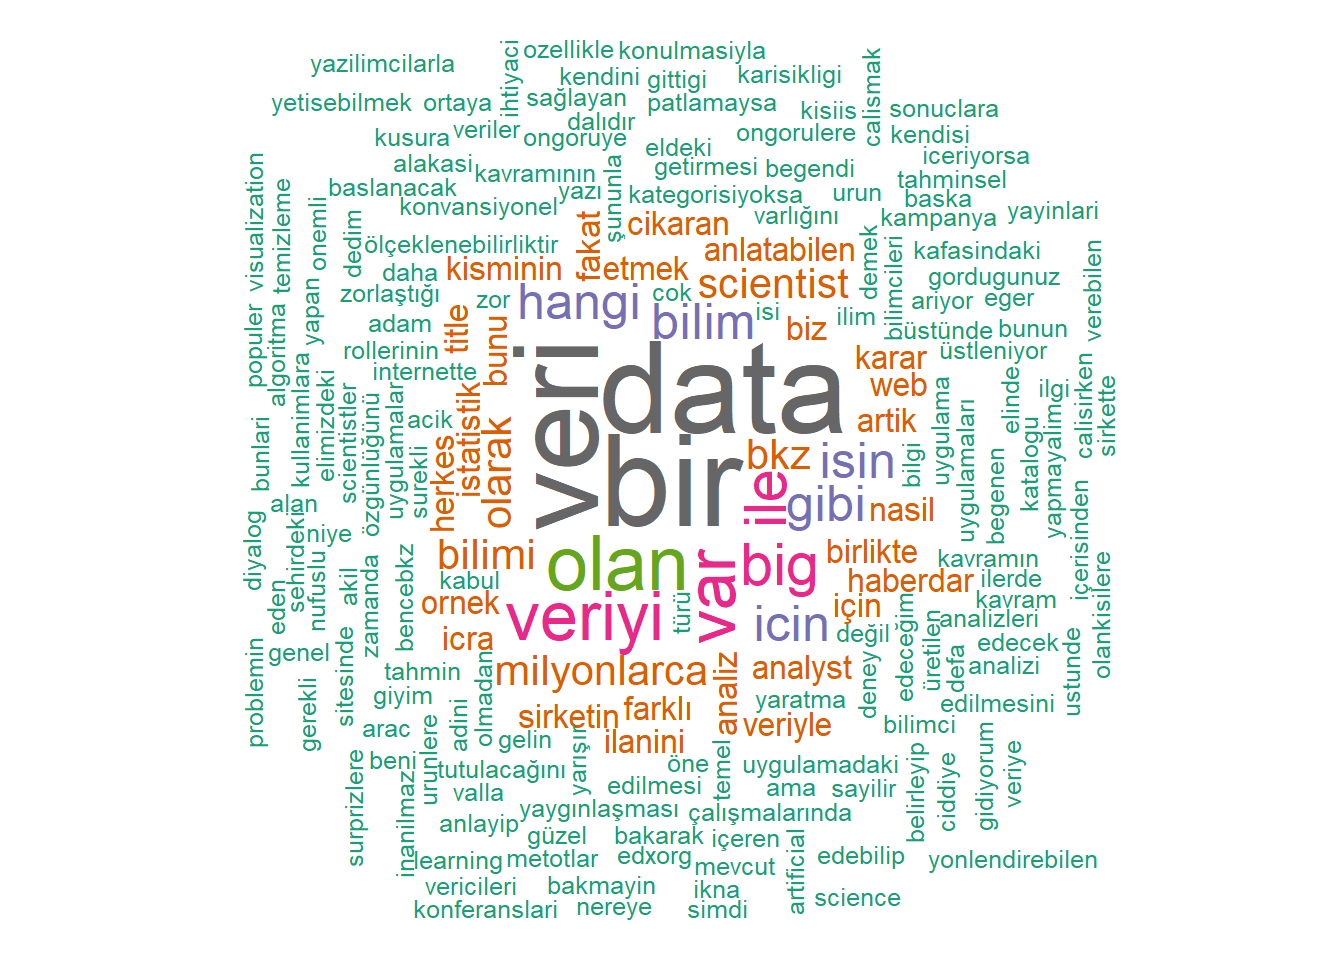 ozellikle
konulmasiyla
yazilimcilarla
ihtiyaci
kendini
gittigi
karisikligi
calismak
yetisebilmek
ortaya
sağlayan
patlamaysa
kisiis
sonuclara
kusura
veriler
dalıdır
ongoruye
ongorulere
kendisi
alakasi
eldeki
iceriyorsa
kavramının
getirmesi
begendi
tahminsel
visualization
temizleme
baslanacak
yazı
kategorisiyoksa
urun
baska
onemli
konvansiyonel
şununla
varlığını
kampanya
yayinlari
dedim
fakat
cikaran
ölçeklenebilirliktir
anlatabilen
demek
bilimcileri
kafasindaki
verebilen
daha
kisminin
etmek
scientist
gordugunuz
populer
algoritma
yapan
zorlaştığı
zor
hangi
cok
bilim
isi
ilim
ariyor
eger
adam
title
bunu
biz
üstünde
bunun
rollerinin
veri
data
karar
üstleniyor
internette
web
elinde
ilgi
calisirken
sirkette
kullanimlara
elimizdeki
scientistler
özgünlüğünü
uygulamalar
acik
istatistik
olarak
artik
bunlari
surekli
herkes
bir
bkz
isin
bilgi
uygulama
uygulamaları
begenen
katalogu
yapmayalimgi
alan
ile
gibi
nasil
diyalog
sehirdeki
niye
bilimi
olan
var
big
birlikte
kavramın
içerisinden
eden
nufuslu
akil
zamanda
bencebkz
kabul
haberdar
ilerde
olankisilere
ornek
veriyi
türü
icin
için
kavram
icra
değil
edeceğim
analizleri
problemin
genel
gerekli
sitesinde
tahmin
milyonlarca
analiz
analyst
deney
üretilen
defa
edecek
analizi
ustunde
giyim
olmadan
yaratma
edilmesini
arac
adini
sirketin
farklı
veriyle
bilimci
gelin
ilanini
beni
urunlere
tutulacağını
yarışır
öne
temel
uygulamadaki
belirleyip
ciddiye
gidiyorum
veriye
surprizlere
inanilmaz
valla
edilmesi
ama
sayilir
yaygınlaşması
çalışmalarında
anlayip
güzel
bakarak
içeren
learning
metotlar
edxorg
mevcut
artificial
edebilip
yonlendirebilen
vericileri
bakmayin
ikna
science
konferanslari
nereye
simdi